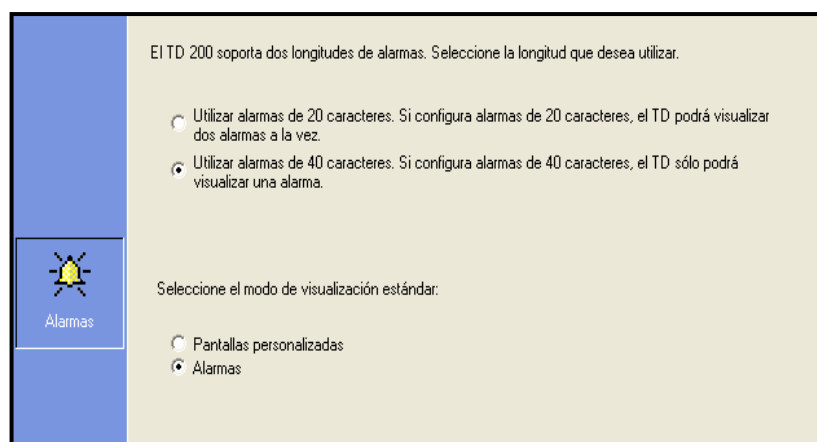 El TD 200 soporta dos longitudes de alarmas. Seleccione la longitud que desea utilizar.
Utilizar alarmas de 20 caracteres. Si configura alarmas de 20 caracteres, el TD podrá visualizar
dos alarmas a la vez.
Utilizar alarmas de 40 caracteres. Si configura alarmas de 40 caracteres, el TD sólo podrá
visualizar una alarma.
Alarmas
Seleccione el modo de visualización estándar:
Pantallas personalizadas
Alarmas